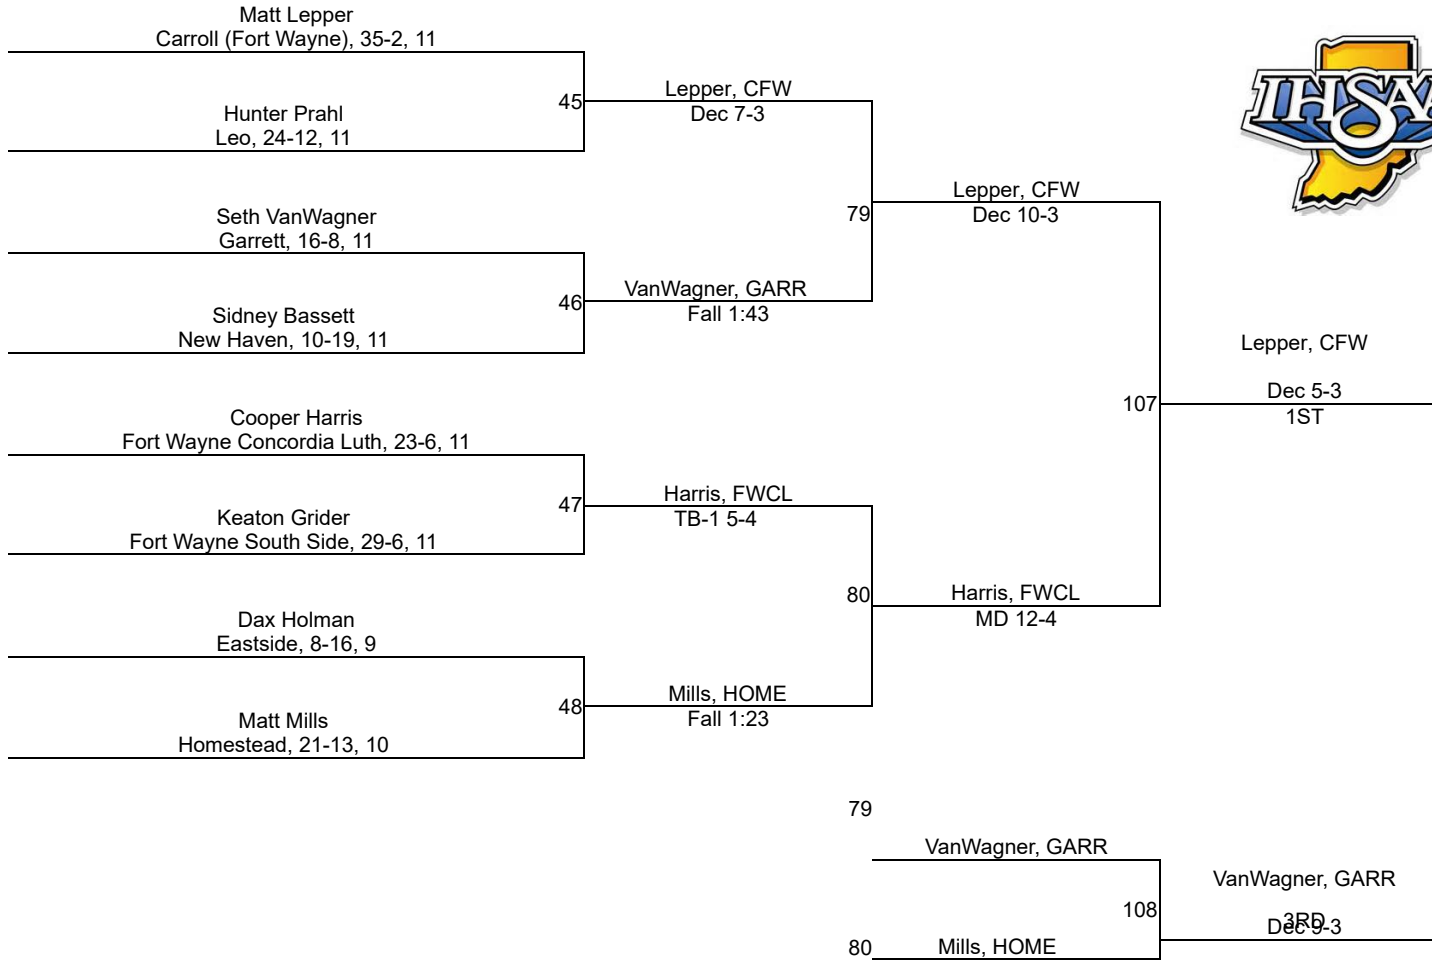 Matt Lepper
Carroll (Fort Wayne), 35-2, 11
45
Hunter Prahl
Leo, 24-12, 11
Lepper, CFW
Dec 7-3
Seth VanWagner
Garrett, 16-8, 11
46
Sidney Bassett
New Haven, 10-19, 11
VanWagner, GARR
Fall 1:43
79
Lepper, CFW
Dec 10-3
Cooper Harris
Fort Wayne Concordia Luth, 23-6, 11
47
Keaton Grider
Fort Wayne South Side, 29-6, 11
Harris, FWCL
TB-1 5-4
Dax Holman
Eastside, 8-16, 9
48
Matt Mills
Homestead, 21-13, 10
Mills, HOME
Fall 1:23
80
Harris, FWCL
MD 12-4
107
Lepper, CFW
Dec 5-3
1ST
IHSAA
79
VanWagner, GARR
108
80
Mills, HOME
VanWagner, GARR
3RD
Dec 9-3